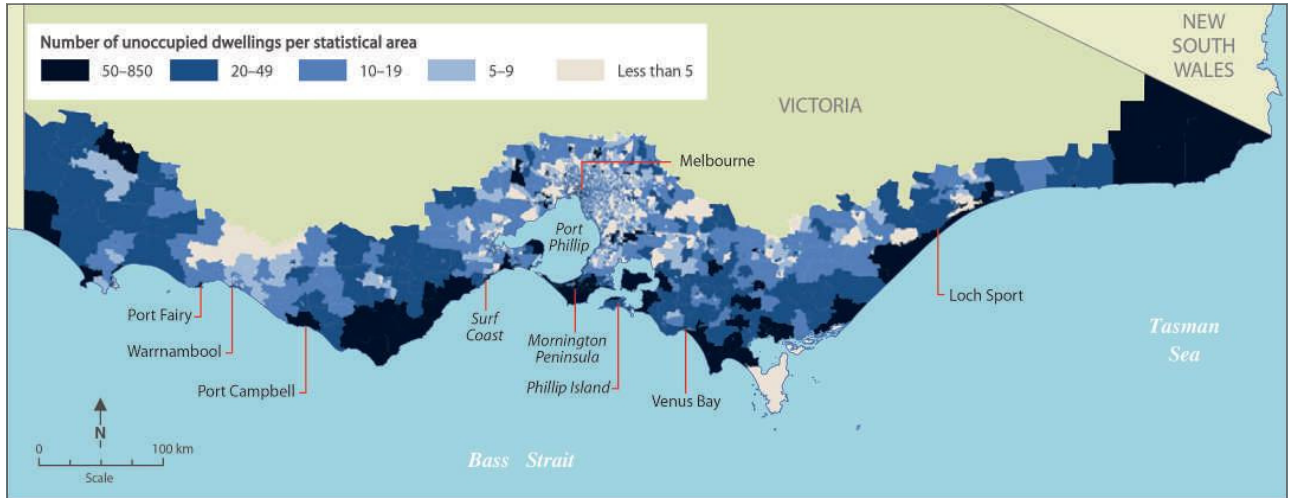 Number of unoccupied dwellings per statistical area
50–850
20–49
10–19
5–9
Less than 5
NEW
SOUTH
WALES
VICTORIA
Melbourne
Port
Phillip
Port Fairy
Warrnambool
Port Campbell
Surf
Coast
Mornington
Peninsula
Phillip Island
Venus Bay
Loch Sport
Tasman
Sea
Bass Strait
N
0
100 km
Scale